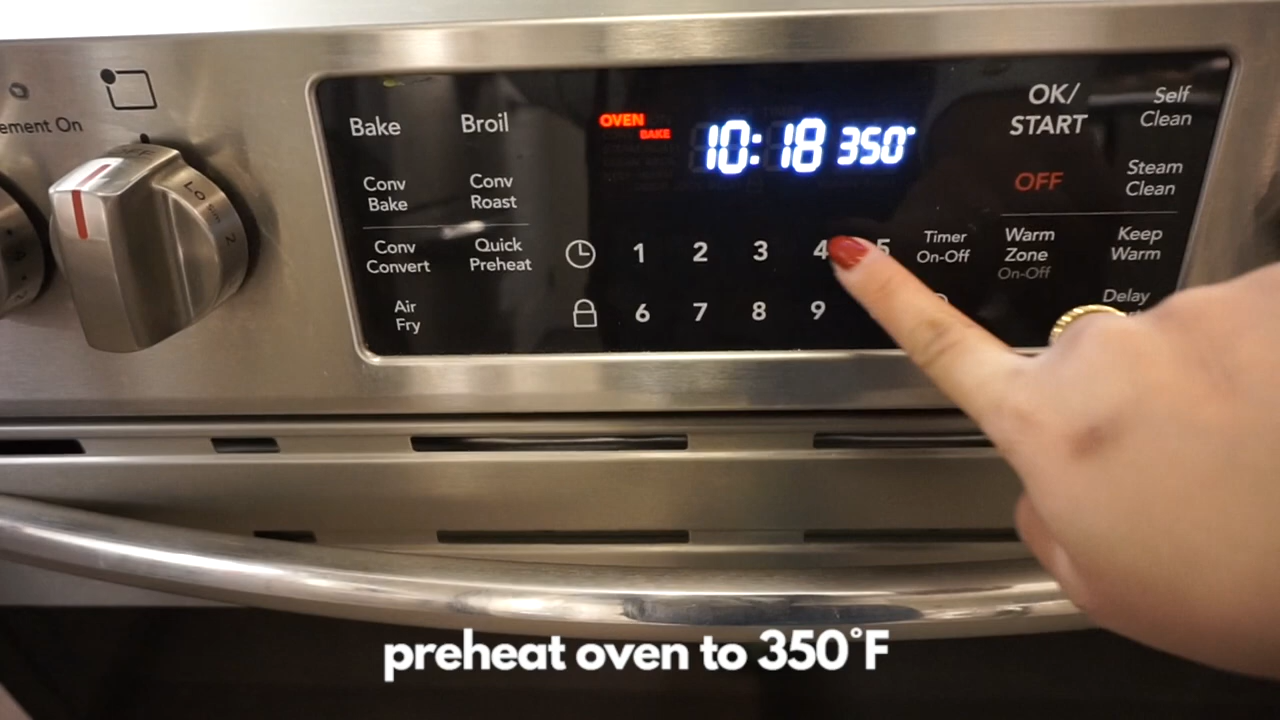 ement On
Lo
2
Bake
Broil
OVEN
BAKE
10:18 350°
OK/
START
Self
Clean
Conv
Bake
Conv
Roast
OFF
Steam
Clean
Conv
Convert
Quick
Preheat
1 2 3 4 5
Timer
On-Off
Warm
Zone
On-Off
Keep
Warm
Air
Fry
6 7 8 9
Delay
preheat oven to 350°F